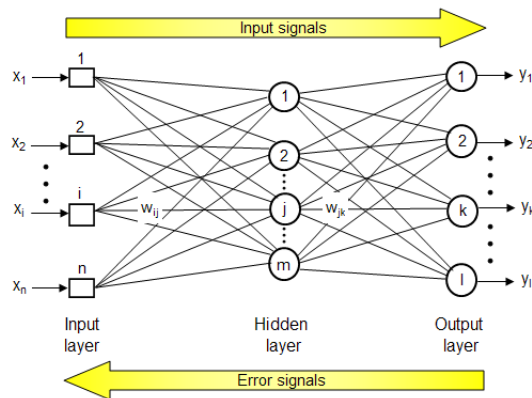 Input signals
x1 1 1 1 y1
x2 2 2 2 y2
xi i wij j wjk k yk
xn n m l yl
Input layer
Hidden layer
Output layer
Error signals